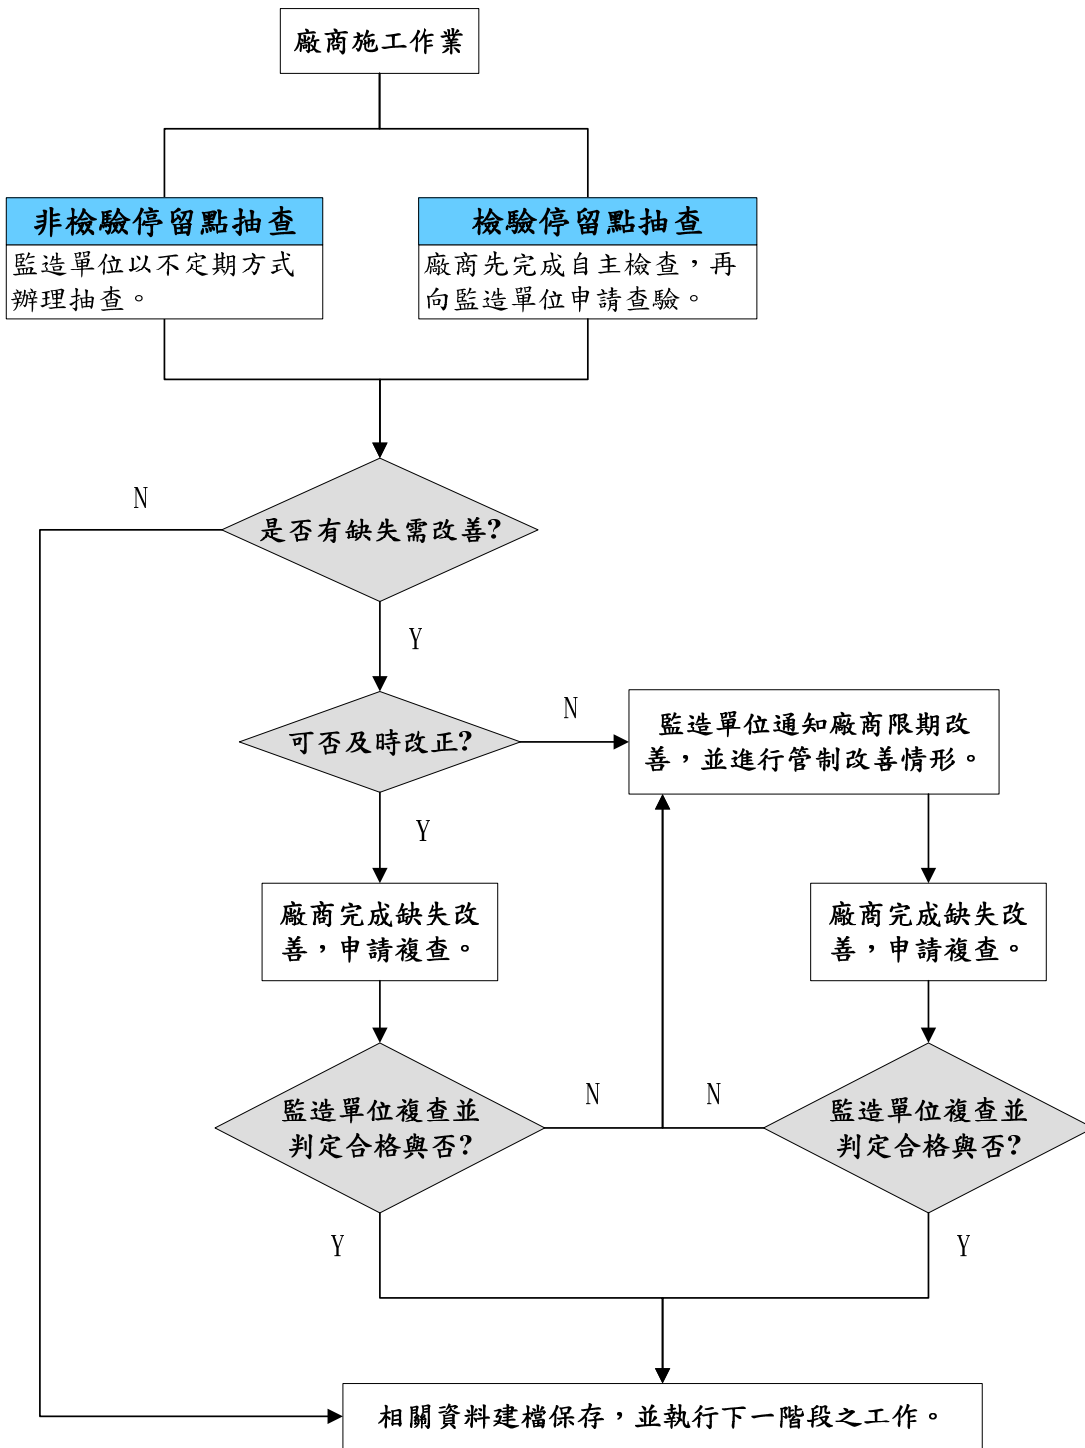 廠商施工作業
非檢驗停留點抽查
監造單位以不定期方式
辦理抽查。
檢驗停留點抽查
廠商先完成自主檢查，再
向監造單位申請查驗。
是否有缺失需改善?
N
Y
可否及時改正?
N
Y
監造單位通知廠商限期改
善，並進行管制改善情形。
廠商完成缺失改
善，申請複查。
廠商完成缺失改
善，申請複查。
監造單位複查並
判定合格與否?
N
N
監造單位複查並
判定合格與否?
Y
Y
相關資料建檔保存，並執行下一階段之工作。